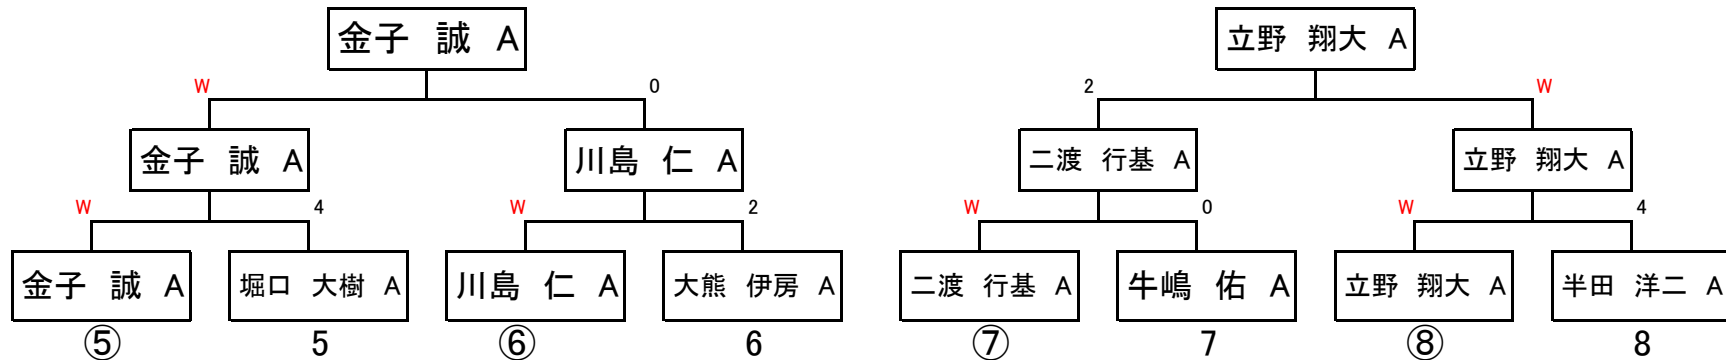 金子 誠 A 立野 翔大 A
W 0 2 W
金子 誠 A 川島 仁 A 二渡 行基 A 立野 翔大 A
W 4 W 2 W 0 W 4
金子 誠 A 堀口 大樹 A 川島 仁 A 大熊 伊房 A 二渡 行基 A 牛嶋 佑 A 立野 翔大 A 半田 洋二 A
⑤ 5 ⑥ 6 ⑦ 7 ⑧ 8